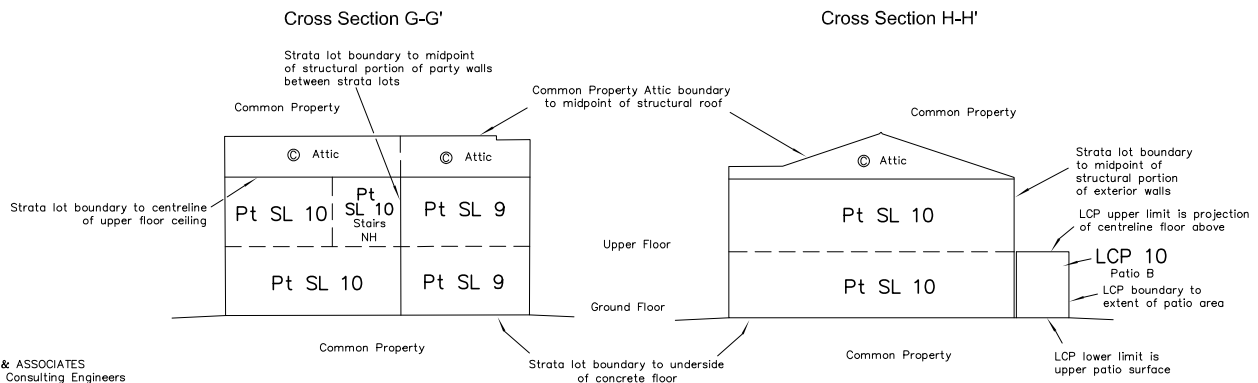 Cross Section G-G'
Strata lot boundary to midpoint
of structural portion of party walls
between strata lots
Common Property
Common Property Attic boundary
to midpoint of structural roof
© Attic
© Attic
Strata lot boundary to centreline
of upper floor ceiling
Pt SL 10
Pt
SL 10
Stairs
NH
Pt SL 9
Pt SL 10
Pt SL 9
Upper Floor
Ground Floor
Common Property
Strata lot boundary to underside
of concrete floor
Cross Section H-H'
Common Property
© Attic
Strata lot boundary
to midpoint of
structural portion
of exterior walls
Pt SL 10
LCP upper limit is projection
of centreline floor above
LCP 10
Patio B
Pt SL 10
LCP boundary to
extent of patio area
Common Property
LCP lower limit is
upper patio surface
& ASSOCIATES
Consulting Engineers